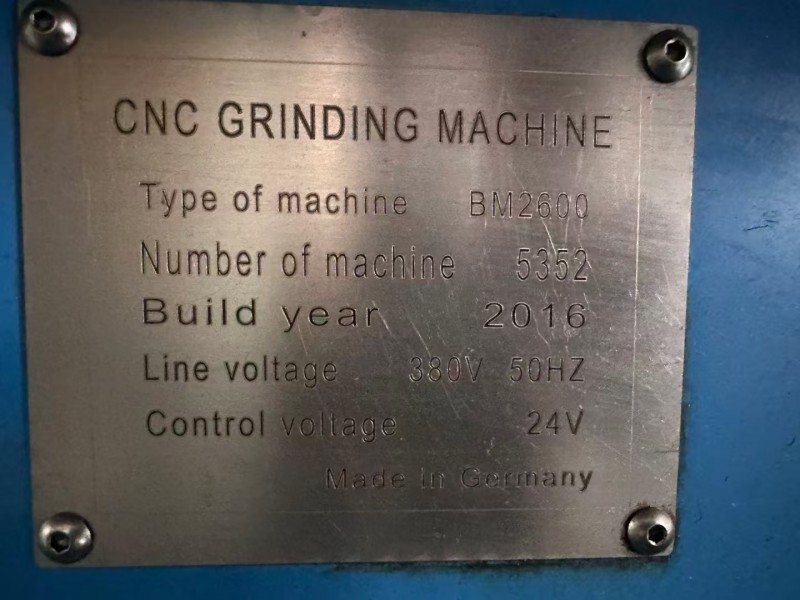 CNC GRINDING MACHINE
Type of machine BM2600
Number of machine 5352
Build year 2016
Line voltage 380V 50HZ
Control voltage 24V
Made in Germany